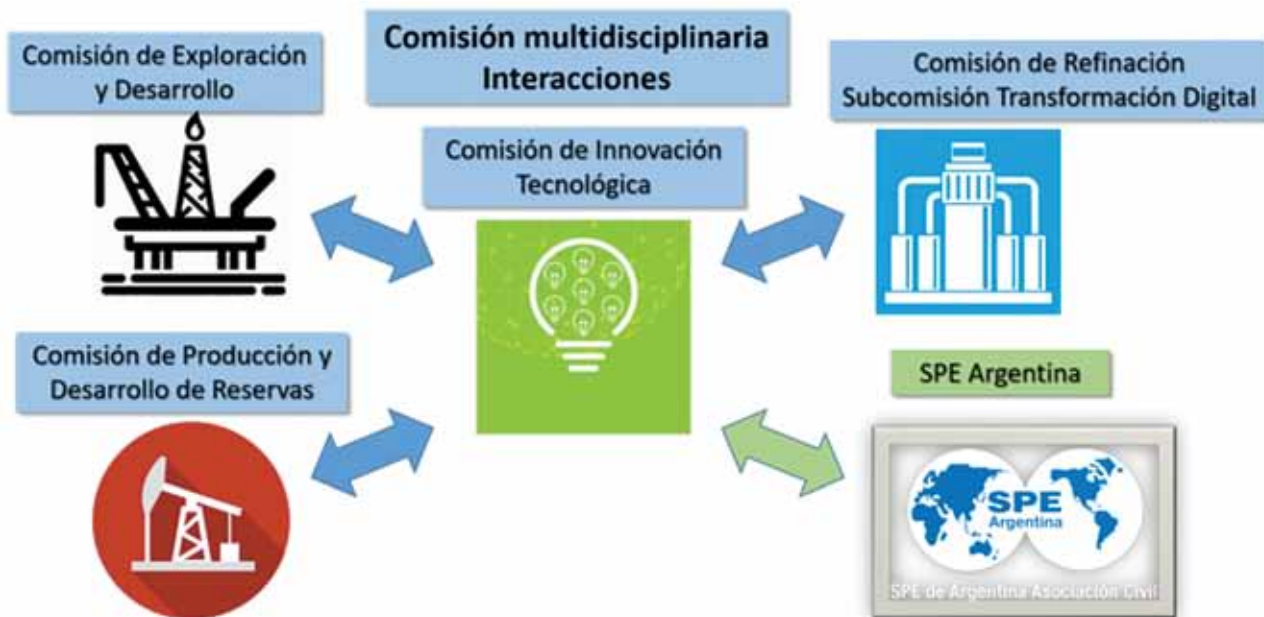 Comisión multidisciplinaria
Interacciones
Comisión de Exploración
y Desarrollo
Comisión de Innovación
Tecnológica
Comisión de Refinación
Subcomisión Transformación Digital
Comisión de Producción y
Desarrollo de Reservas
SPE Argentina
SPE
Argentina
SPE de Argentina Asociación Civil